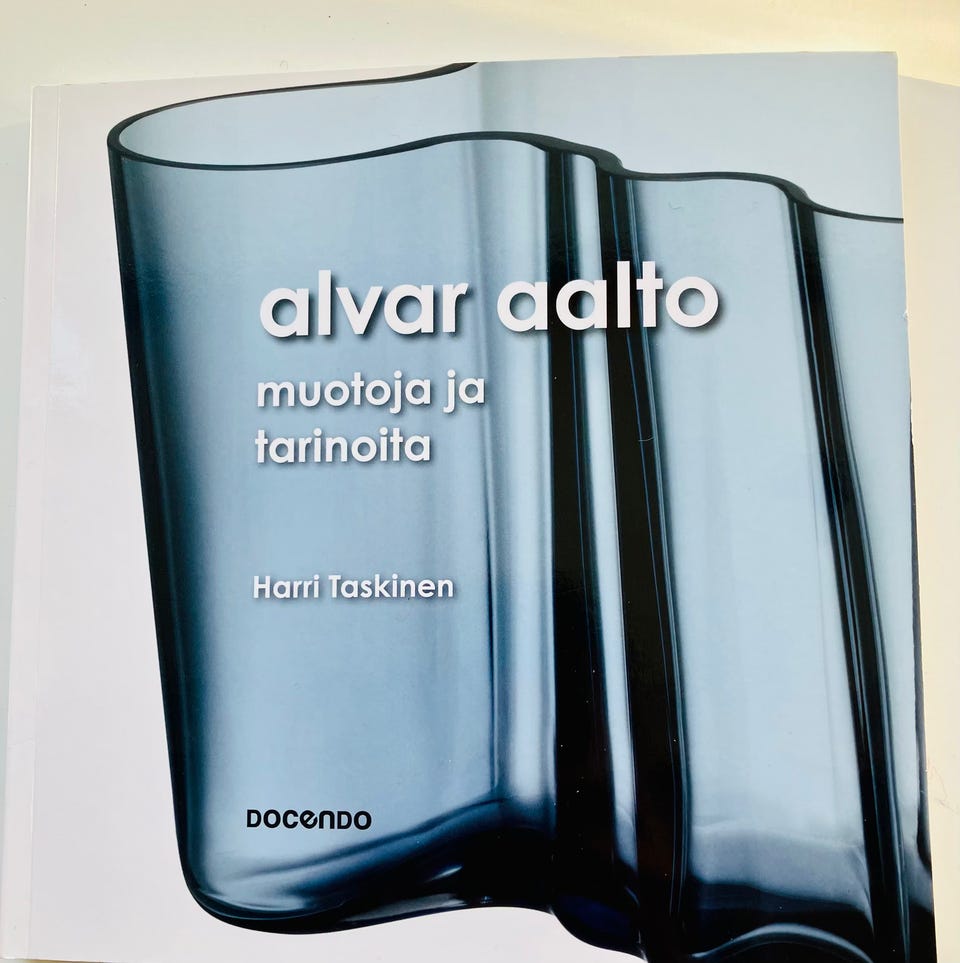 alvar aalto
muotoja ja
tarinoita
Harri Taskinen
DOCENDO